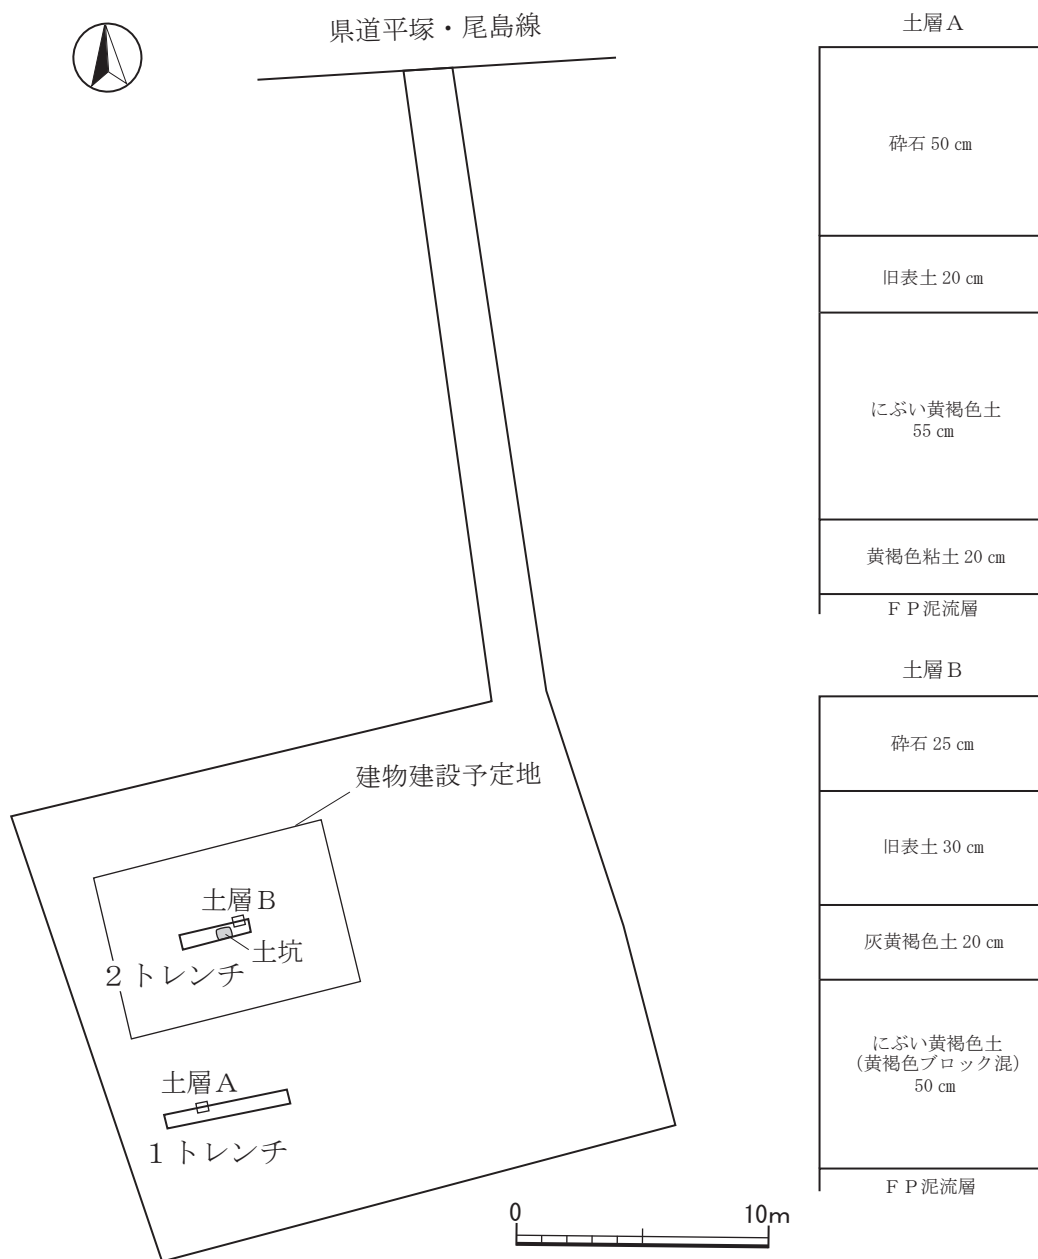 県道平塚・尾島線
建物建設予定地
土層Ｂ
土坑
２トレンチ
土層Ａ
１トレンチ
0
10m
土層Ａ
砕石 50 ㎝
旧表土 20 ㎝
にぶい黄褐色土
55 ㎝
黄褐色粘土 20 ㎝
ＦＰ泥流層
土層Ｂ
砕石 25 ㎝
旧表土 30 ㎝
灰黄褐色土 20 ㎝
にぶい黄褐色土
（黄褐色ブロック混）
50 ㎝
ＦＰ泥流層